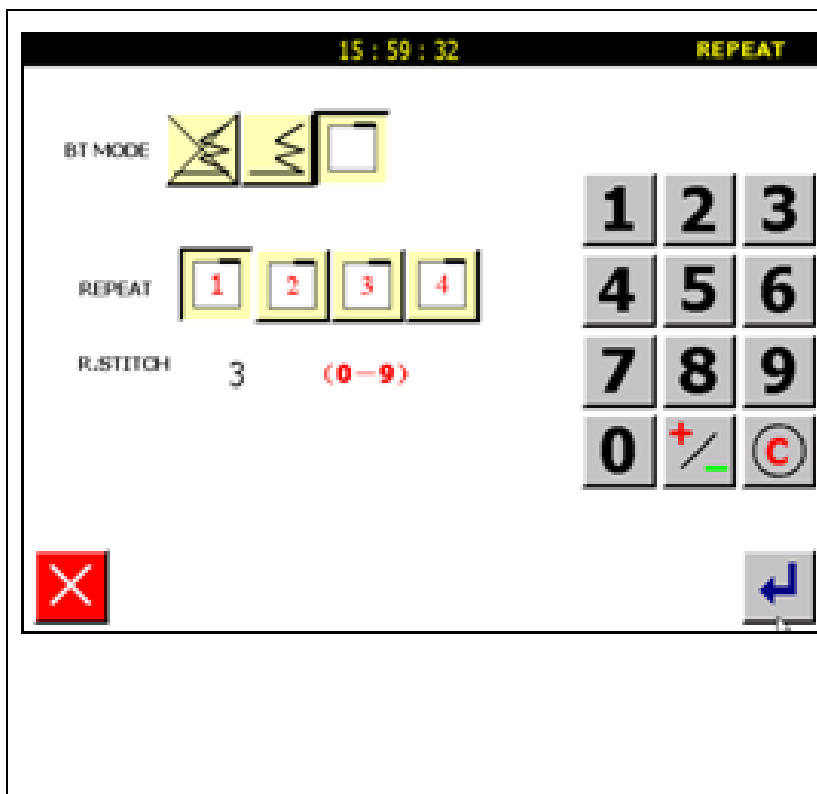 15 : 59 : 32 REPEAT
BT MODE
1 2 3
REPEAT 1 2 3 4
4 5 6
R.STITCH 3 (0—9)
7 8 9
0 +/- C